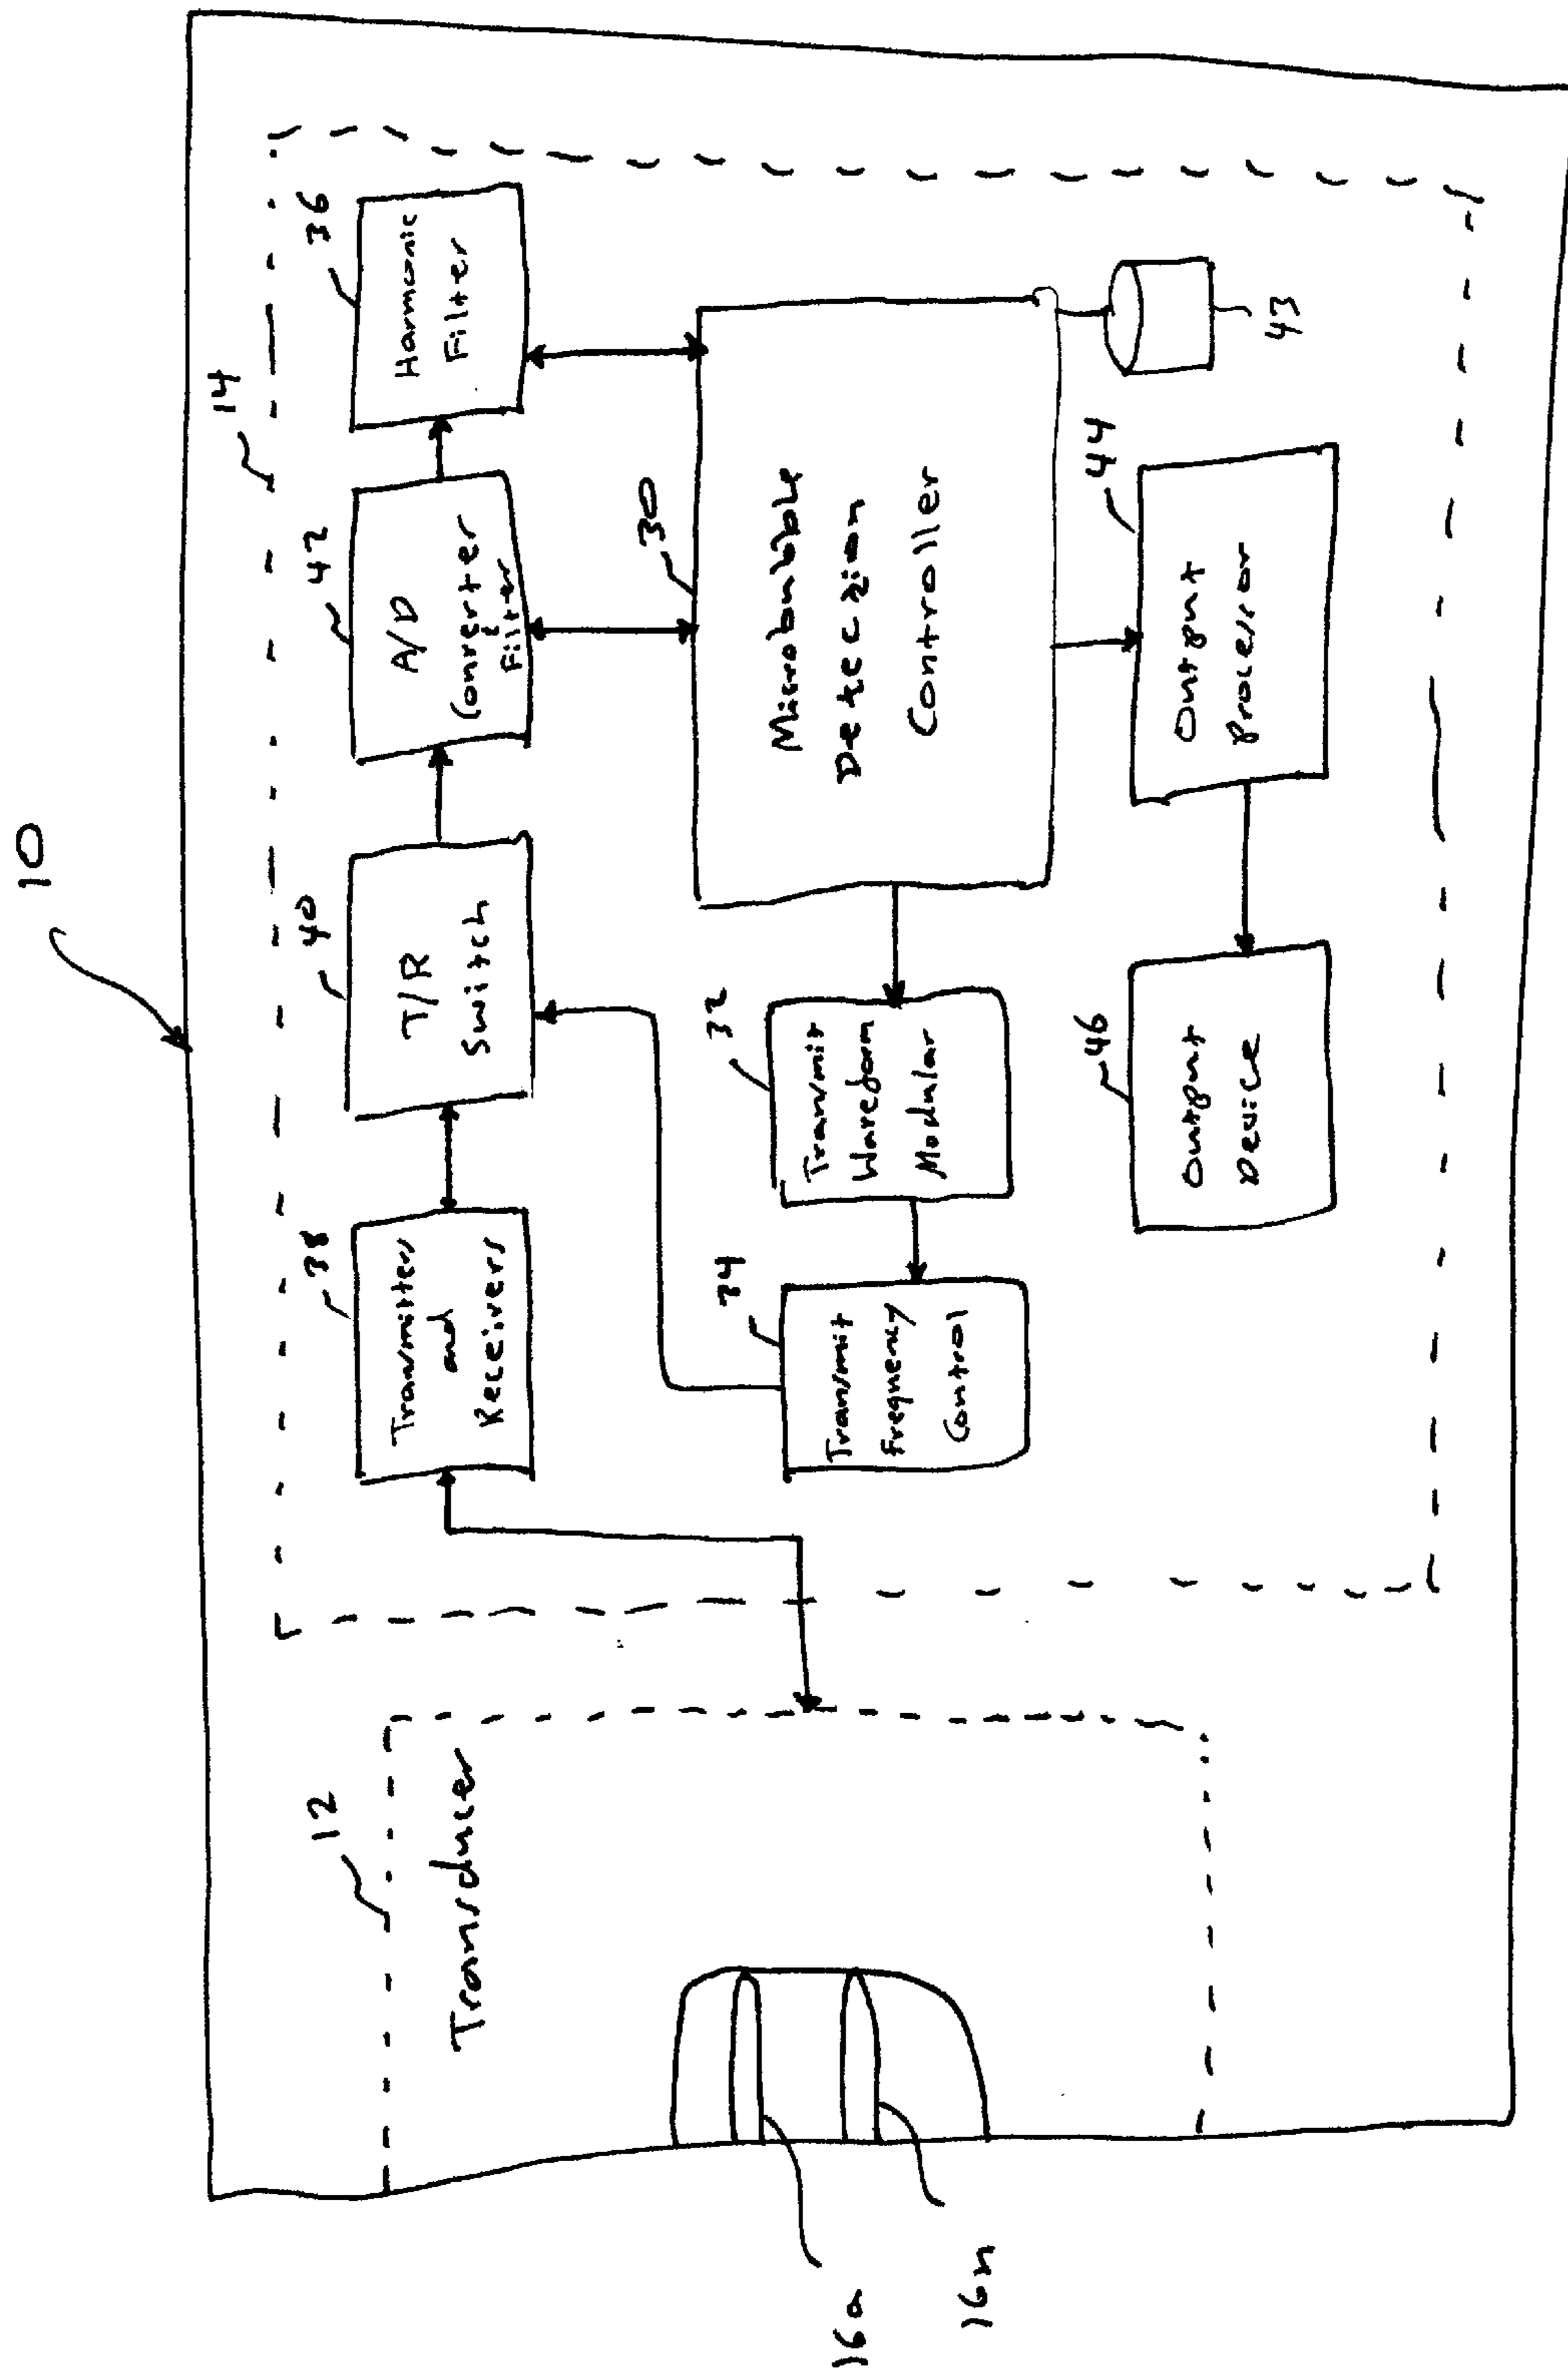 10
14
12
Transducer
16a
16n
38
Transmitters
and
Receivers
40
T/R
Switch
42
A/D
Converter
&
Filter
36
Harmonic
Filter
30
Microbubble
Detection
Controller
32
Transmit
Waveform
Modular
34
Transmit
Frequency
Control
43
44
Output
Processor
46
Output
Device